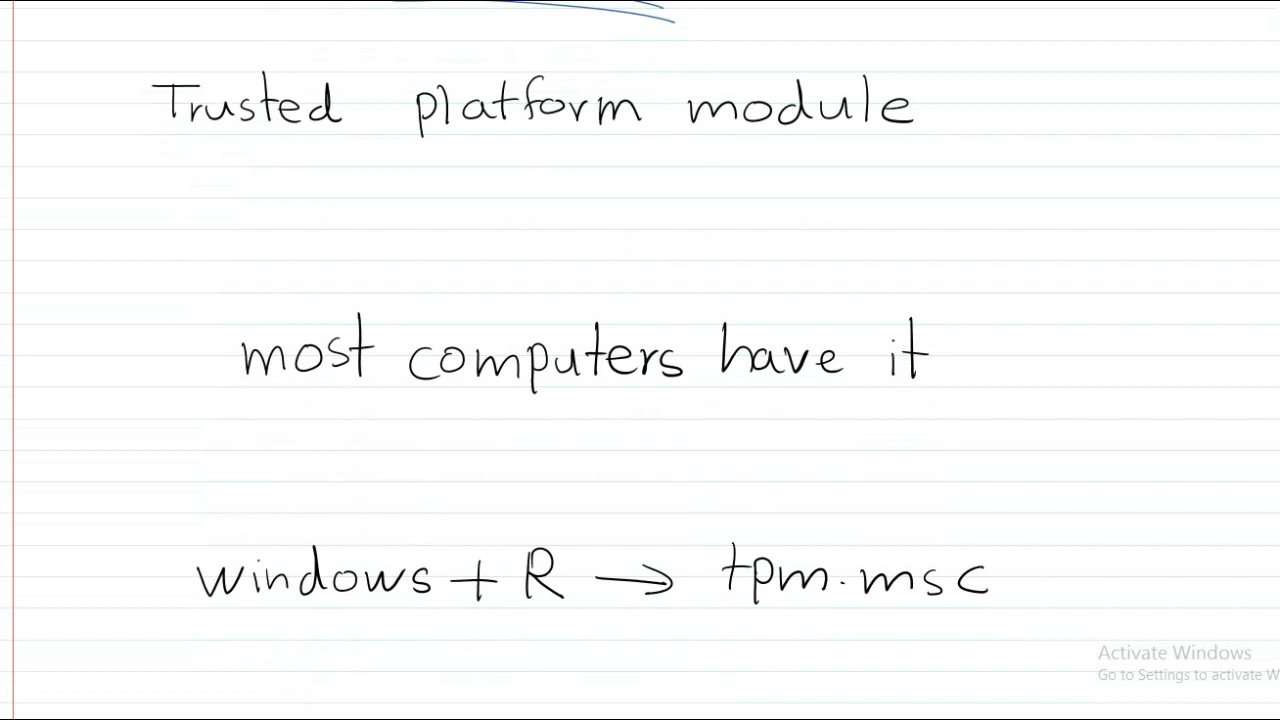 Trusted platform module
most computers have it
windows + R → tpm.msc
Activate Windows
Go to Settings to activate W